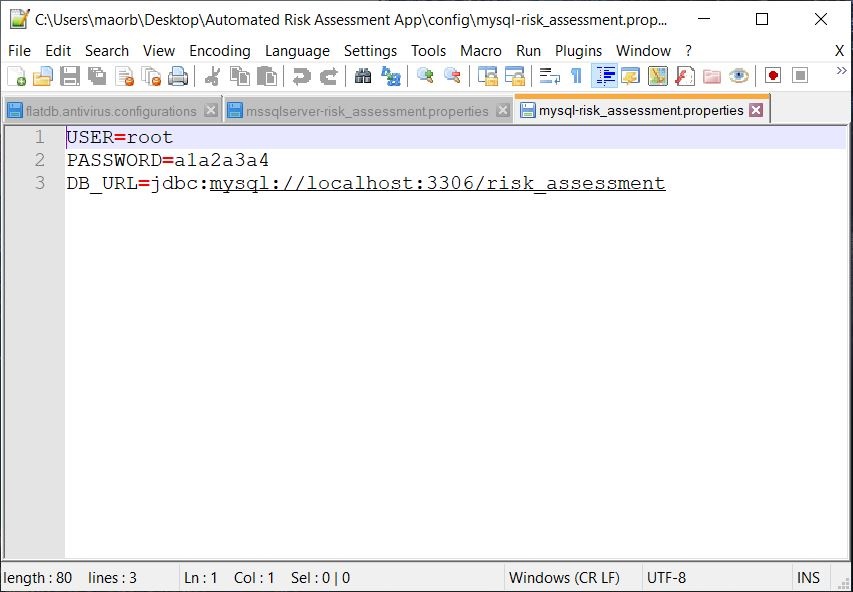 C:\Users\maorb\Desktop\Automated Risk Assessment App\config\mysql-risk_assessment.prop...
File Edit Search View Encoding Language Settings Tools Macro Run Plugins Window ? X
flatdb.antivirus.configurations mssqlserver-risk_assessment.properties mysql-risk_assessment.properties
1 USER=root
2 PASSWORD=a1a2a3a4
3 DB_URL=jdbc:mysql://localhost:3306/risk_assessment
length : 80 lines : 3 Ln : 1 Col : 1 Sel : 0 | 0 Windows (CR LF) UTF-8 INS